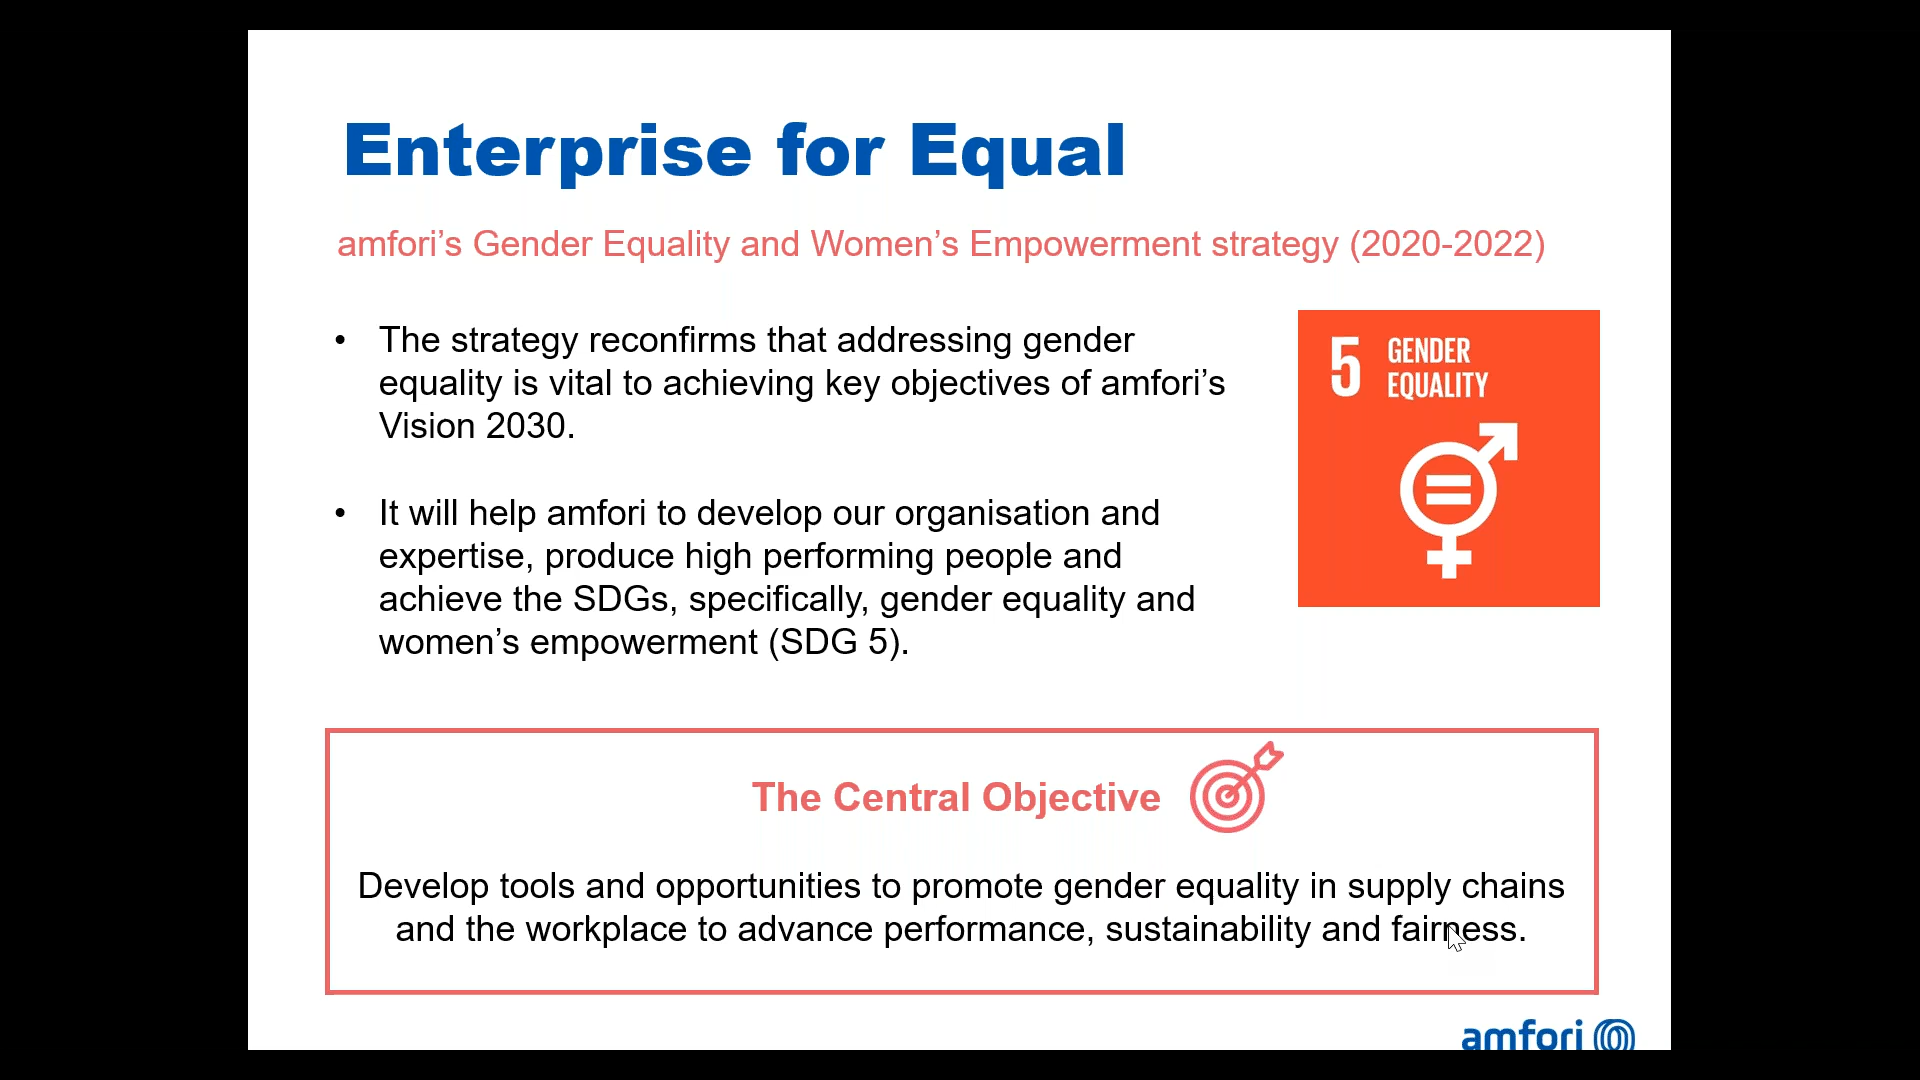 Enterprise for Equal
amfori’s Gender Equality and Women’s Empowerment strategy (2020-2022)
• The strategy reconfirms that addressing gender
equality is vital to achieving key objectives of amfori’s
Vision 2030.
• It will help amfori to develop our organisation and
expertise, produce high performing people and
achieve the SDGs, specifically, gender equality and
women’s empowerment (SDG 5).
5 GENDER
EQUALITY
The Central Objective
Develop tools and opportunities to promote gender equality in supply chains
and the workplace to advance performance, sustainability and fairness.
amfori